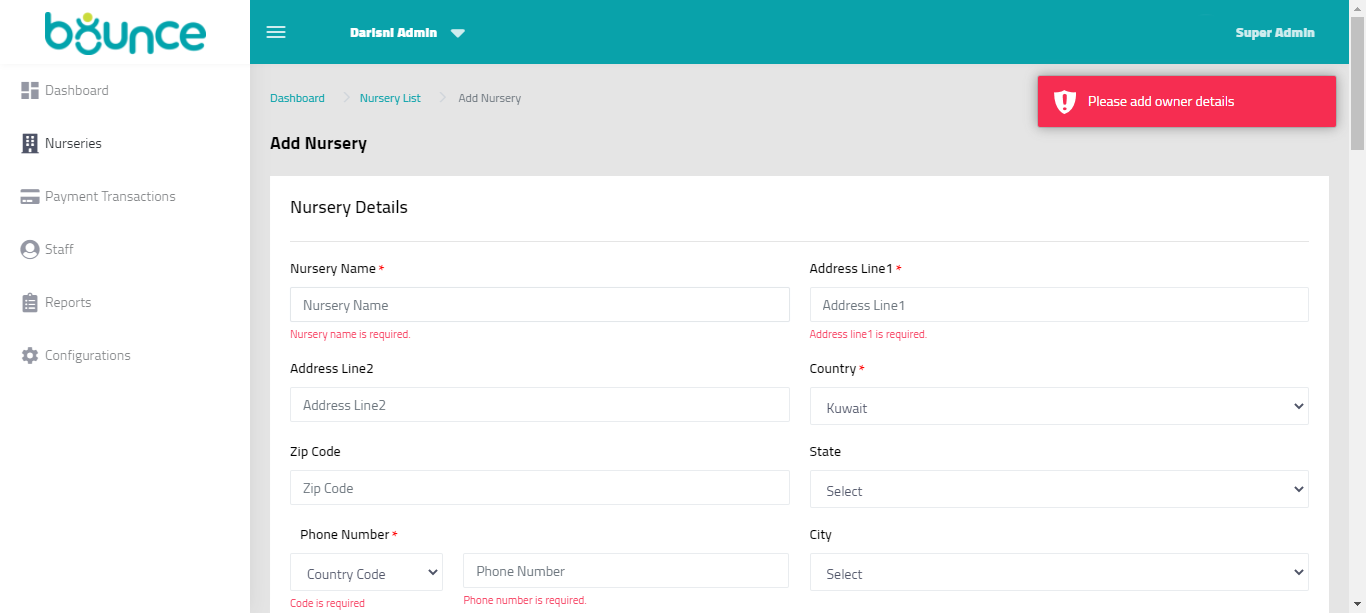 bounce
Darisni Admin
Super Admin
Dashboard
Nurseries
Payment Transactions
Staff
Reports
Configurations
Dashboard Nursery List Add Nursery
Please add owner details
Add Nursery
Nursery Details
Nursery Name * Address Line1 *
Nursery Name Address Line1
Nursery name is required. Address line1 is required.
Address Line2 Country *
Address Line2 Kuwait
Zip Code State
Zip Code Select
Phone Number * City
Country Code Phone Number Select
Code is required Phone number is required.